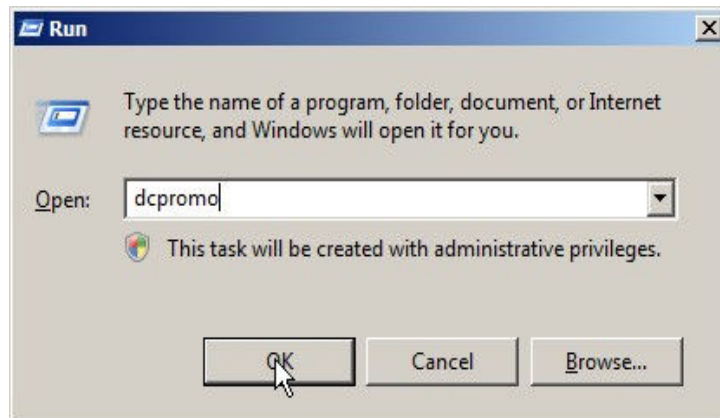 Run
Type the name of a program, folder, document, or Internet
resource, and Windows will open it for you.
Open: dcpromo
This task will be created with administrative privileges.
OK Cancel Browse...